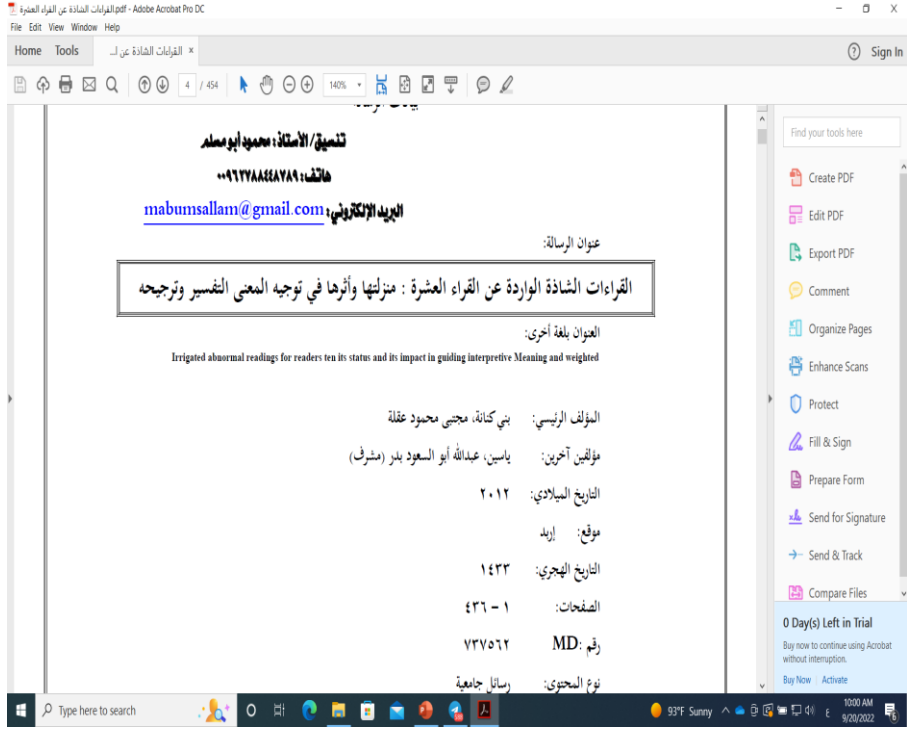 القراءات الشاذة عن القراء العشرة.pdf - Adobe Acrobat Pro DC
File Edit View Window Help
Home Tools
القراءات الشاذة عن ا... ×
Sign In
4 / 454
140%
بيانات الرسالة
تنسيق/الأستاذ: محمود أبو مسلم
هاتف: ٠٠٩٦٢٧٨٨٤٤٨٧٨٩
البريد الإلكتروني: mabumsallam@gmail.com
عنوان الرسالة:
القراءات الشاذة الواردة عن القراء العشرة : منزلتها وأثرها في توجيه المعنى التفسير وترجيحه
العنوان بلغة أخرى:
Irrigated abnormal readings for readers ten its status and its impact in guiding interpretive Meaning and weighted
المؤلف الرئيسي: بني كنانة، مجتبى محمود عقلة
مؤلفين آخرين: ياسين، عبدالله أبو السعود بدر (مشرف)
التاريخ الميلادي: ٢٠١٢
موقع: إربد
التاريخ الهجري: ١٤٣٣
الصفحات: ١ - ٤٣٦
رقم MD: ٧٣٧٥٦٢
نوع المحتوى: رسائل جامعية
Find your tools here
Create PDF
Edit PDF
Export PDF
Comment
Organize Pages
Enhance Scans
Protect
Fill & Sign
Prepare Form
Send for Signature
Send & Track
Compare Files
0 Day(s) Left in Trial
Buy now to continue using Acrobat
without interruption.
Buy Now | Activate
Type here to search
93°F Sunny
ع
10:00 AM
9/20/2022